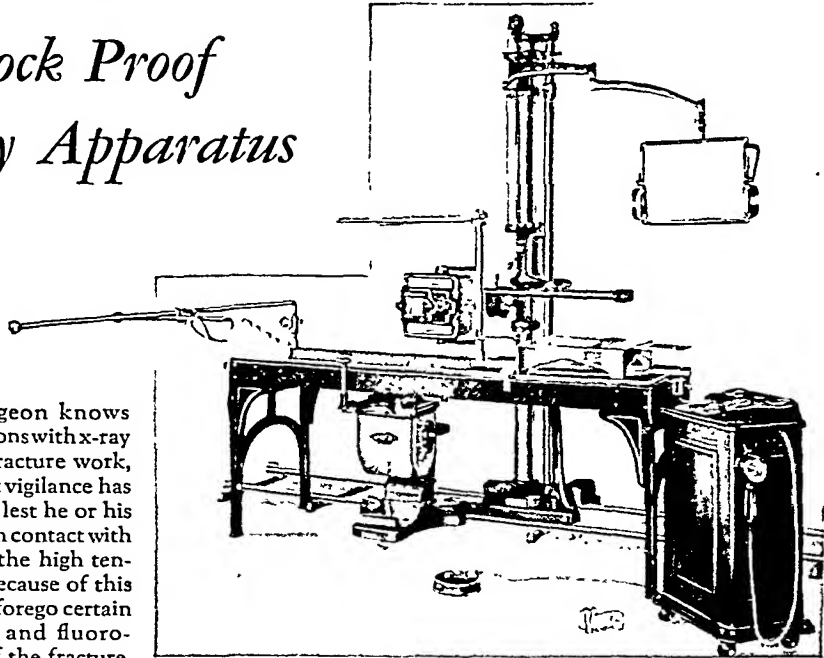 ock Proof
y Apparatus
geon knows
ons with x-ray
racture work,
t vigilance has
lest he or his
n contact with
the high ten-
ecause of this
forego certain
and fluoro-
f the fracture.